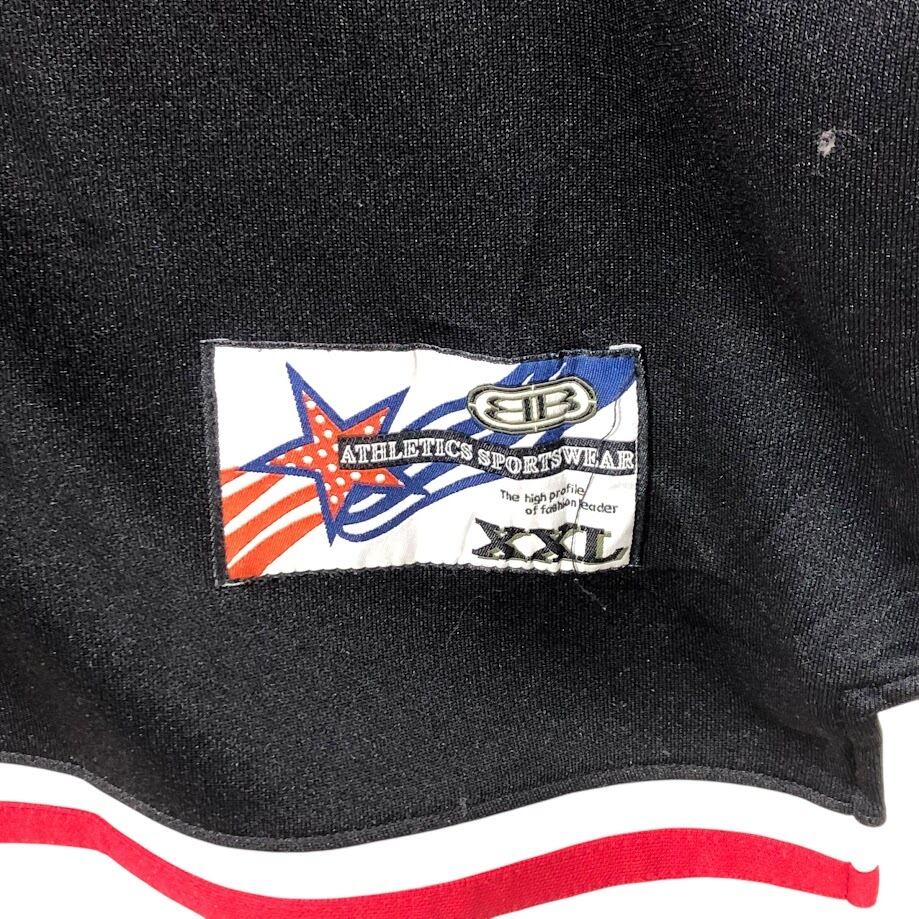 BB
ATHLETICS SPORTSWEAR
The high profile
of fashion leader
XXL